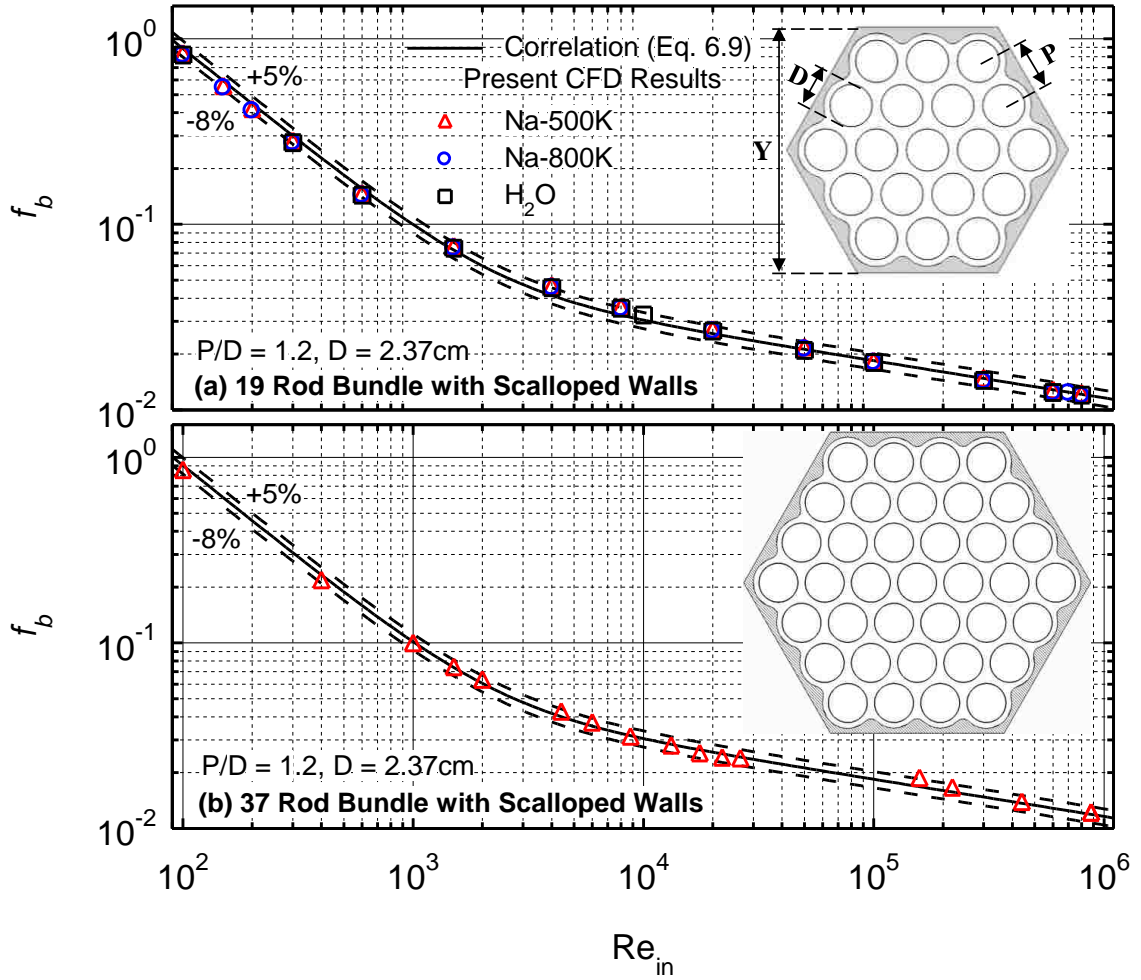 10⁰
10⁻¹
10⁻²
f_b
+5%
-8%
Correlation (Eq. 6.9)
Present CFD Results
Na-500K
Na-800K
H₂O
D
P
Y
P/D = 1.2, D = 2.37cm
(a) 19 Rod Bundle with Scalloped Walls
10⁰
10⁻¹
10⁻²
f_b
+5%
-8%
P/D = 1.2, D = 2.37cm
(b) 37 Rod Bundle with Scalloped Walls
10² 10³ 10⁴ 10⁵ 10⁶
Re_in